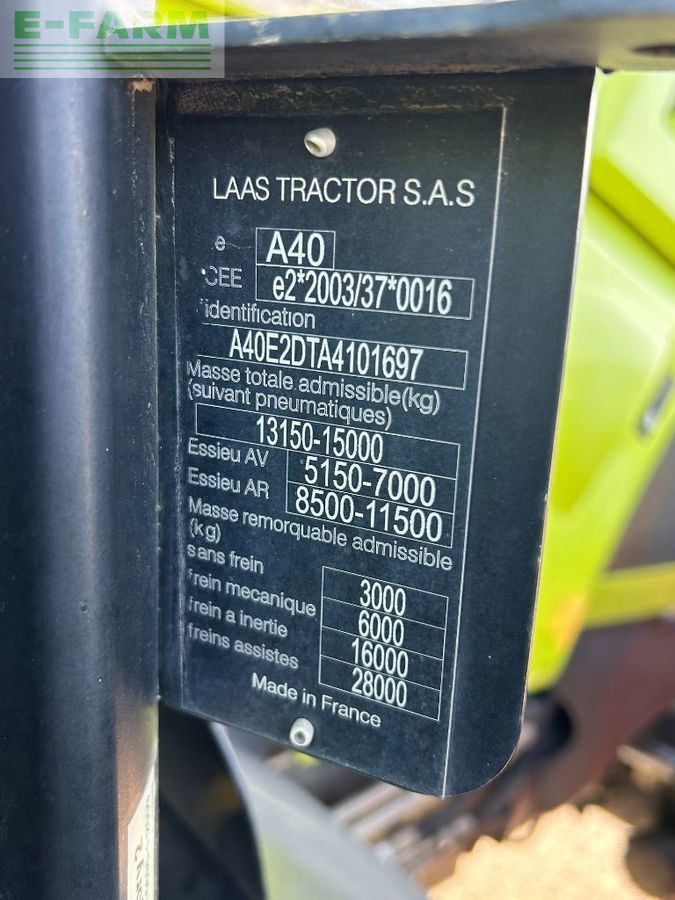 E-FARM
LAAS TRACTOR S.A.S
e A40
CEE e2*2003/37*0016
identification
A40E2DTA4101697
Masse totale admissible(kg)
(suivant pneumatiques)
13150-15000
Essieu AV 5150-7000
Essieu AR 8500-11500
Masse remorquable admissible
(kg)
sans frein 3000
frein mecanique 6000
frein a inertie 16000
freins assistes 28000
Made in France